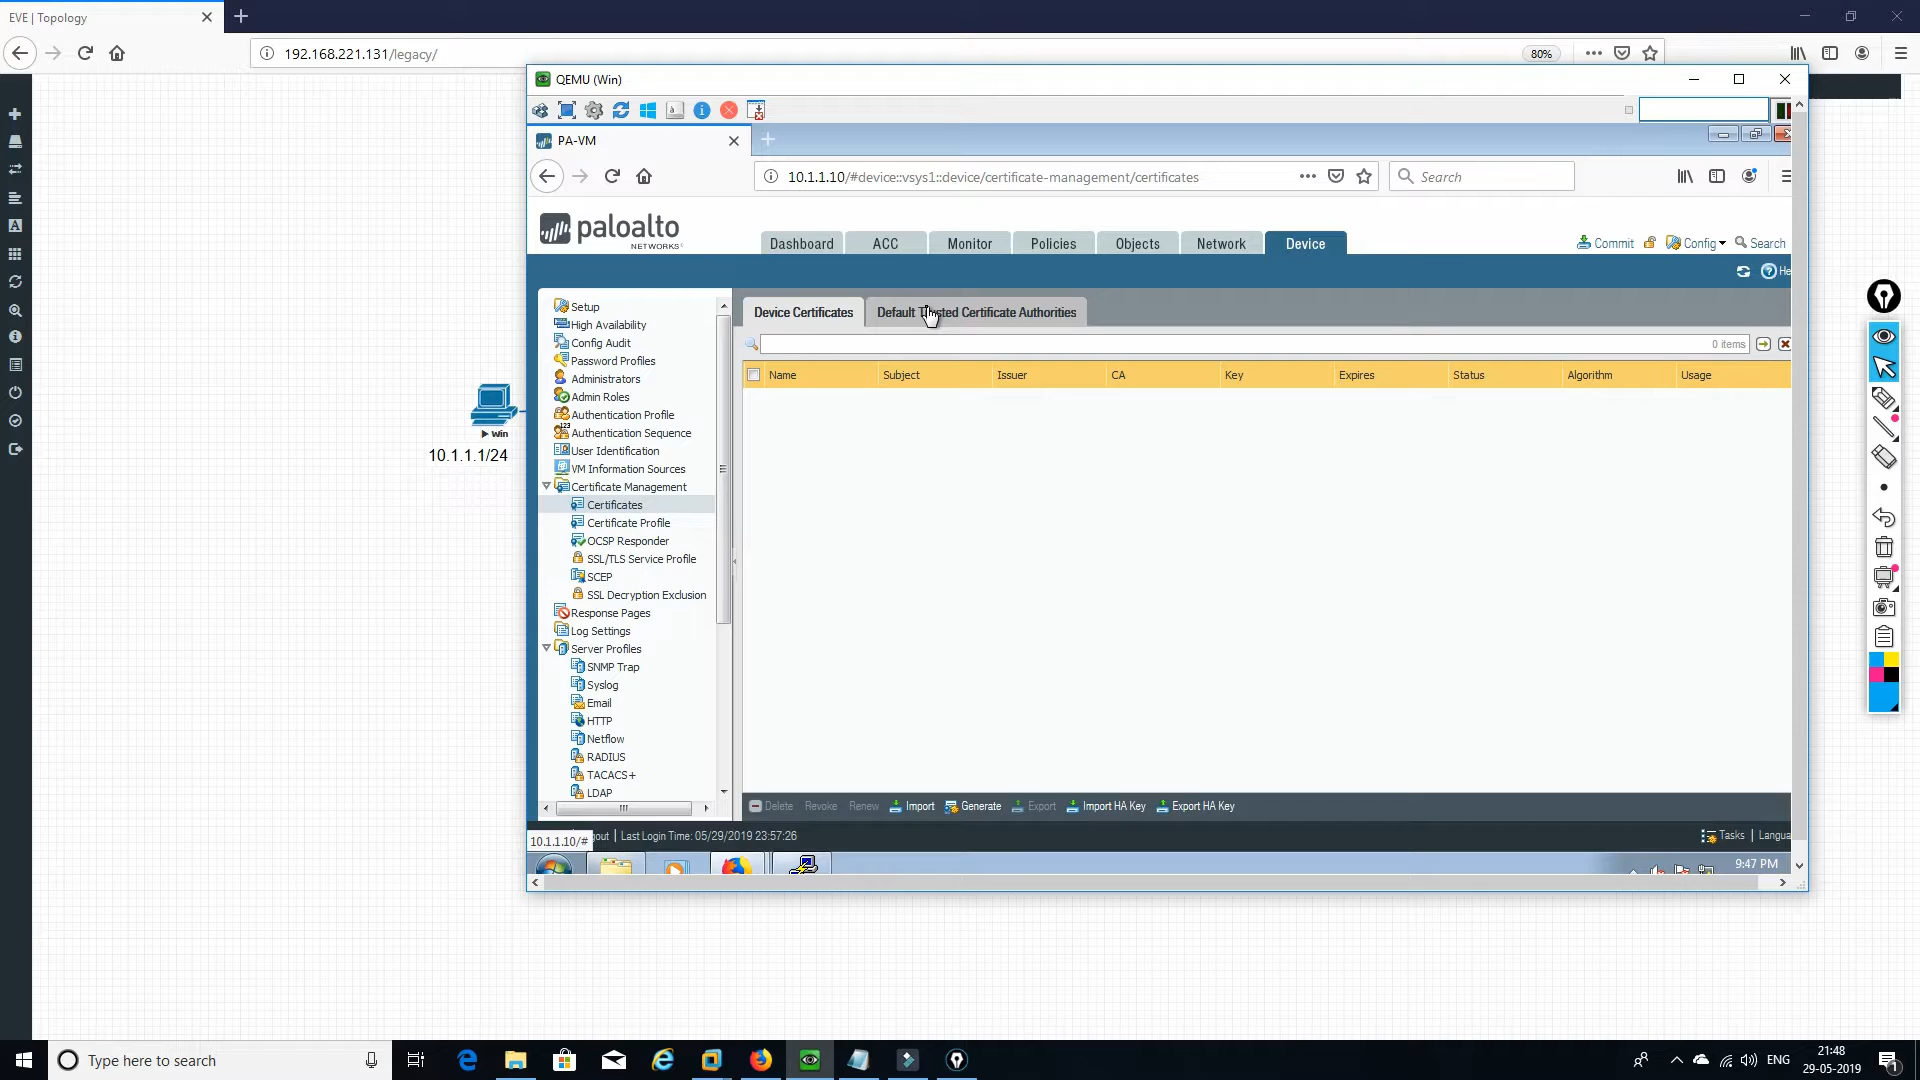 EVE | Topology
192.168.221.131/legacy/
80%
QEMU (Win)
PA-VM
10.1.1.10/#device::vsys1::device/certificate-management/certificates
Search
paloalto
NETWORKS
Dashboard
ACC
Monitor
Policies
Objects
Network
Device
Commit
Config
Search
Setup
High Availability
Config Audit
Password Profiles
Administrators
Admin Roles
Authentication Profile
Authentication Sequence
User Identification
VM Information Sources
Certificate Management
Certificates
Certificate Profile
OCSP Responder
SSL/TLS Service Profile
SCEP
SSL Decryption Exclusion
Response Pages
Log Settings
Server Profiles
SNMP Trap
Syslog
Email
HTTP
Netflow
RADIUS
TACACS+
LDAP
Device Certificates
Default Trusted Certificate Authorities
0 items
Name Subject Issuer CA Key Expires Status Algorithm Usage
Delete Revoke Renew Import Generate Export Import HA Key Export HA Key
10.1.1.10/#
Last Login Time: 05/29/2019 23:57:26
Tasks
9:47 PM
Win
10.1.1.1/24
Type here to search
ENG
21:48
29-05-2019
1